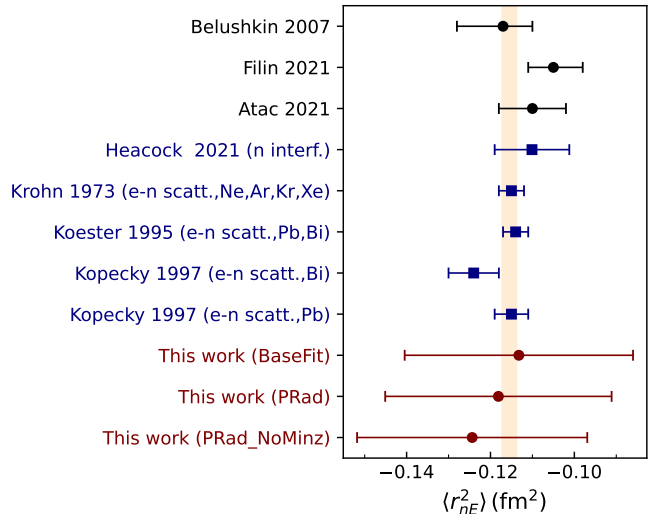 Belushkin 2007
Filin 2021
Atac 2021
Heacock  2021 (n interf.)
Krohn 1973 (e-n scatt.,Ne,Ar,Kr,Xe)
Koester 1995 (e-n scatt.,Pb,Bi)
Kopecky 1997 (e-n scatt.,Bi)
Kopecky 1997 (e-n scatt.,Pb)
This work (BaseFit)
This work (PRad)
This work (PRad_NoMinz)
−0.14 −0.12 −0.10
⟨r²ₙE⟩ (fm²)